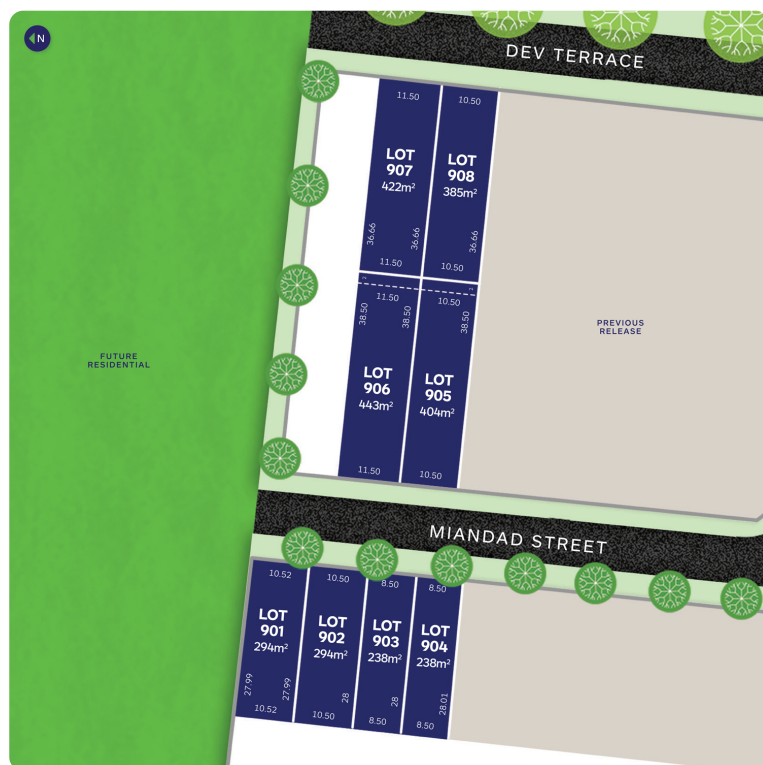 N
DEV TERRACE
11.50
10.50
LOT
907
422m²
LOT
908
385m²
36.66
36.66
36.66
11.50
10.50
3
3
11.50
10.50
38.50
38.50
38.50
PREVIOUS
RELEASE
FUTURE
RESIDENTIAL
LOT
906
443m²
LOT
905
404m²
11.50
10.50
MIANDAD STREET
10.52
10.50
8.50
8.50
LOT
901
294m²
LOT
902
294m²
LOT
903
238m²
LOT
904
238m²
27.99
27.99
28
28
28.01
10.52
10.50
8.50
8.50